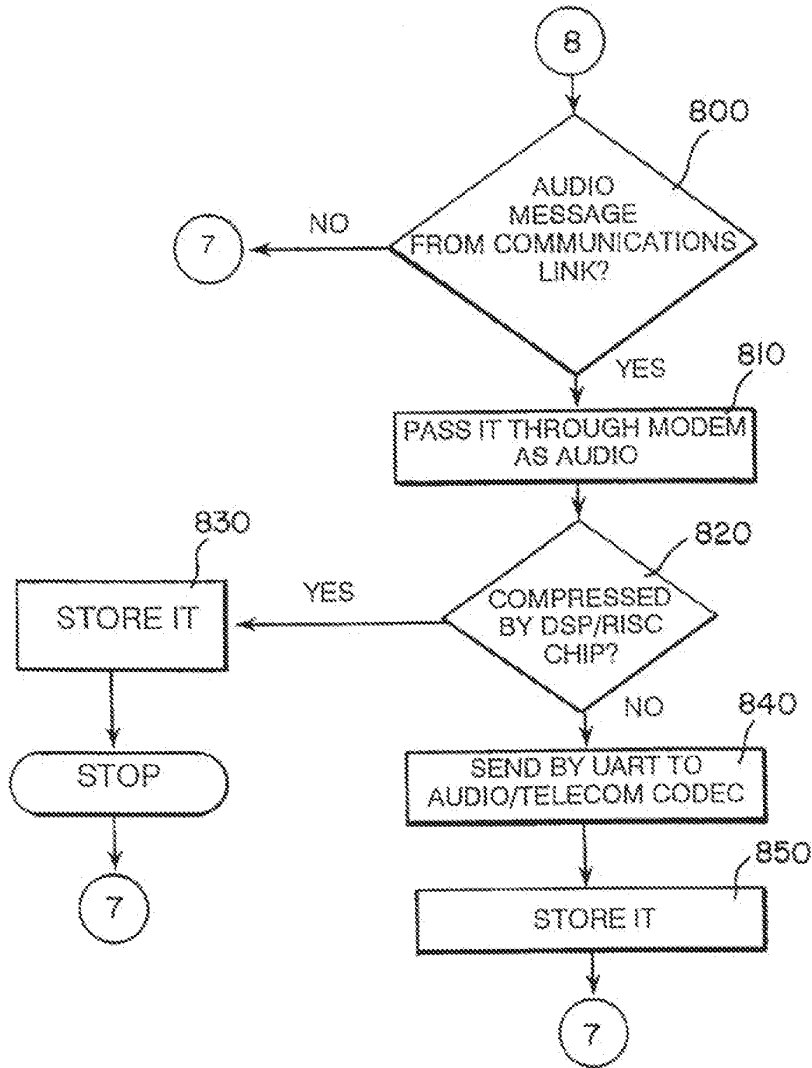 8
800
AUDIO
MESSAGE
FROM COMMUNICATIONS
LINK?
NO
7
YES
810
PASS IT THROUGH MODEM
AS AUDIO
820
COMPRESSED
BY DSP/RISC
CHIP?
YES
830
STORE IT
STOP
7
NO
840
SEND BY UART TO
AUDIO/TELECOM CODEC
850
STORE IT
7